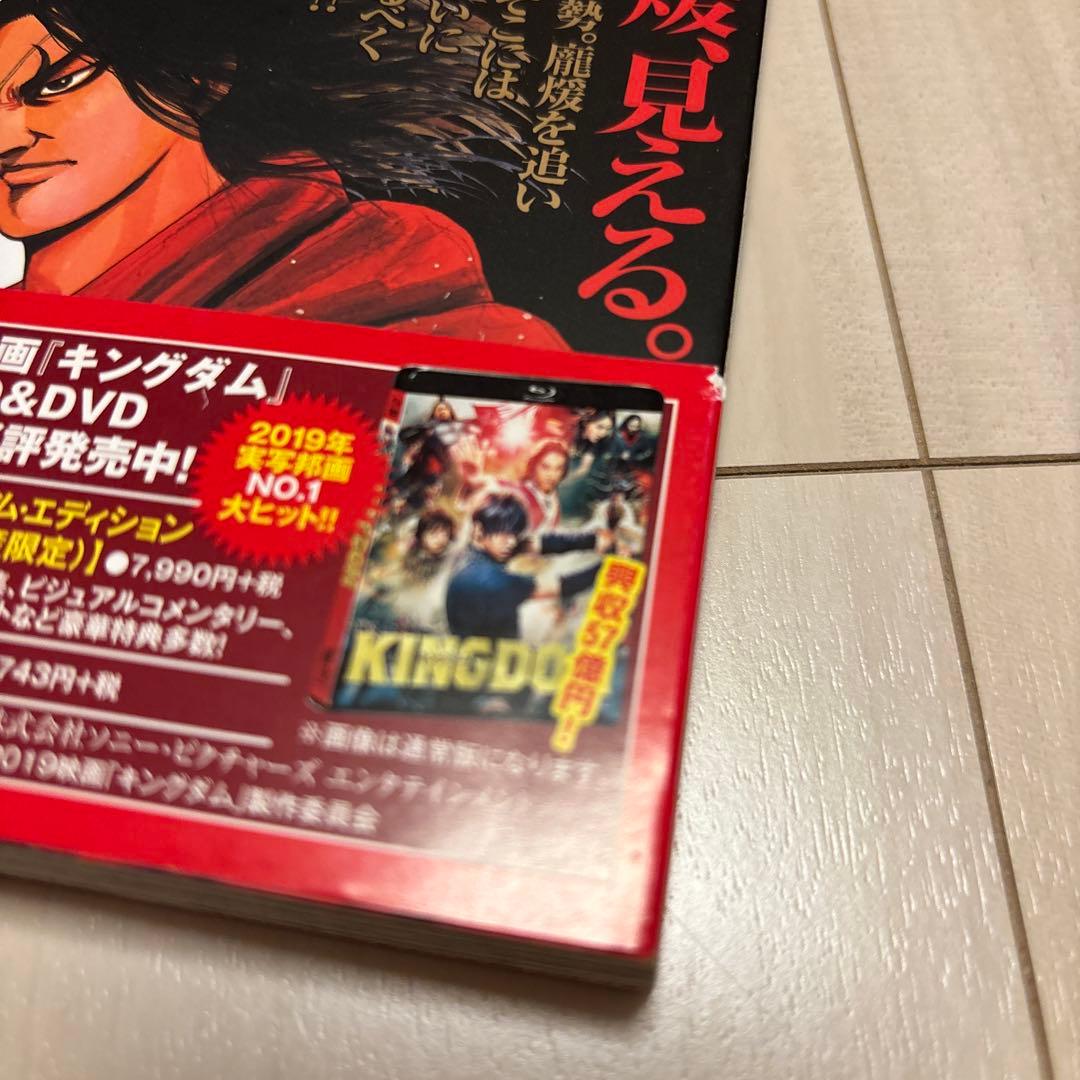 煖、見える。
勢。龐煖を追い
そこには
いに
るべく
!!
画『キングダム』
&DVD
評発売中!
2019年
実写邦画
NO.1
大ヒット!!
ム・エディション
限定)】●7,990円+税
、ビジュアルコメンタリー、
トなど豪華特典多数!
743円+税
KINGDO
興収57億円!!
※画像は通常版になります
式会社ソニー・ピクチャーズ エンタテインメント
2019映画「キングダム」製作委員会